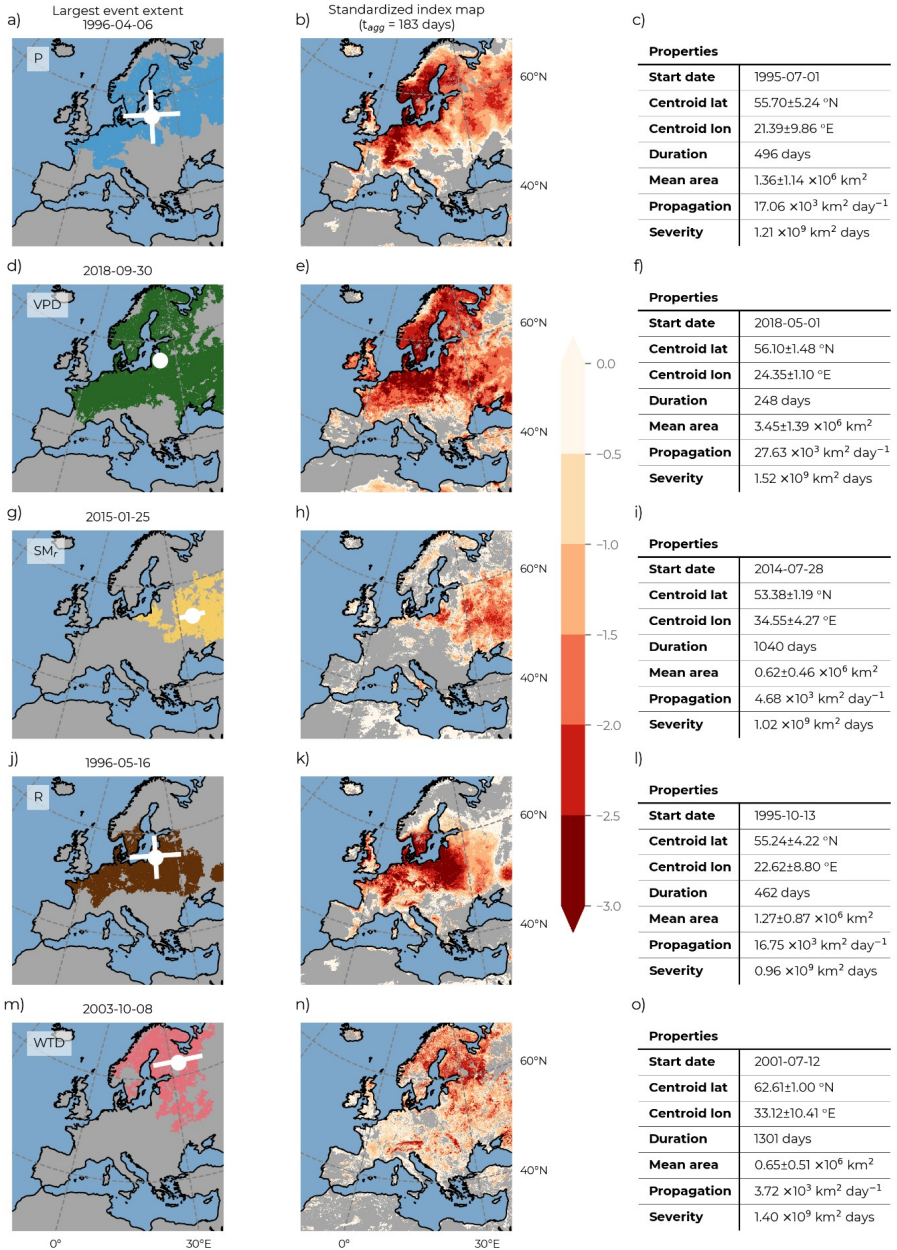 a) Largest event extent
1996-04-06
b) Standardized index map
(t_agg = 183 days)
c)
P
60°N
40°N
Properties
Start date 1995-07-01
Centroid lat 55.70±5.24 °N
Centroid lon 21.39±9.86 °E
Duration 496 days
Mean area 1.36±1.14 ×10⁶ km²
Propagation 17.06 ×10³ km² day⁻¹
Severity 1.21 ×10⁹ km² days
d) 2018-09-30
e)
f)
VPD
60°N
40°N
Properties
Start date 2018-05-01
Centroid lat 56.10±1.48 °N
Centroid lon 24.35±1.10 °E
Duration 248 days
Mean area 3.45±1.39 ×10⁶ km²
Propagation 27.63 ×10³ km² day⁻¹
Severity 1.52 ×10⁹ km² days
0.0
−0.5
−1.0
−1.5
−2.0
−2.5
−3.0
g) 2015-01-25
h)
i)
SMᵣ
60°N
40°N
Properties
Start date 2014-07-28
Centroid lat 53.38±1.19 °N
Centroid lon 34.55±4.27 °E
Duration 1040 days
Mean area 0.62±0.46 ×10⁶ km²
Propagation 4.68 ×10³ km² day⁻¹
Severity 1.02 ×10⁹ km² days
j) 1996-05-16
k)
l)
R
60°N
40°N
Properties
Start date 1995-10-13
Centroid lat 55.24±4.22 °N
Centroid lon 22.62±8.80 °E
Duration 462 days
Mean area 1.27±0.87 ×10⁶ km²
Propagation 16.75 ×10³ km² day⁻¹
Severity 0.96 ×10⁹ km² days
m) 2003-10-08
n)
o)
WTD
60°N
40°N
0° 30°E
0° 30°E
Properties
Start date 2001-07-12
Centroid lat 62.61±1.00 °N
Centroid lon 33.12±10.41 °E
Duration 1301 days
Mean area 0.65±0.51 ×10⁶ km²
Propagation 3.72 ×10³ km² day⁻¹
Severity 1.40 ×10⁹ km² days